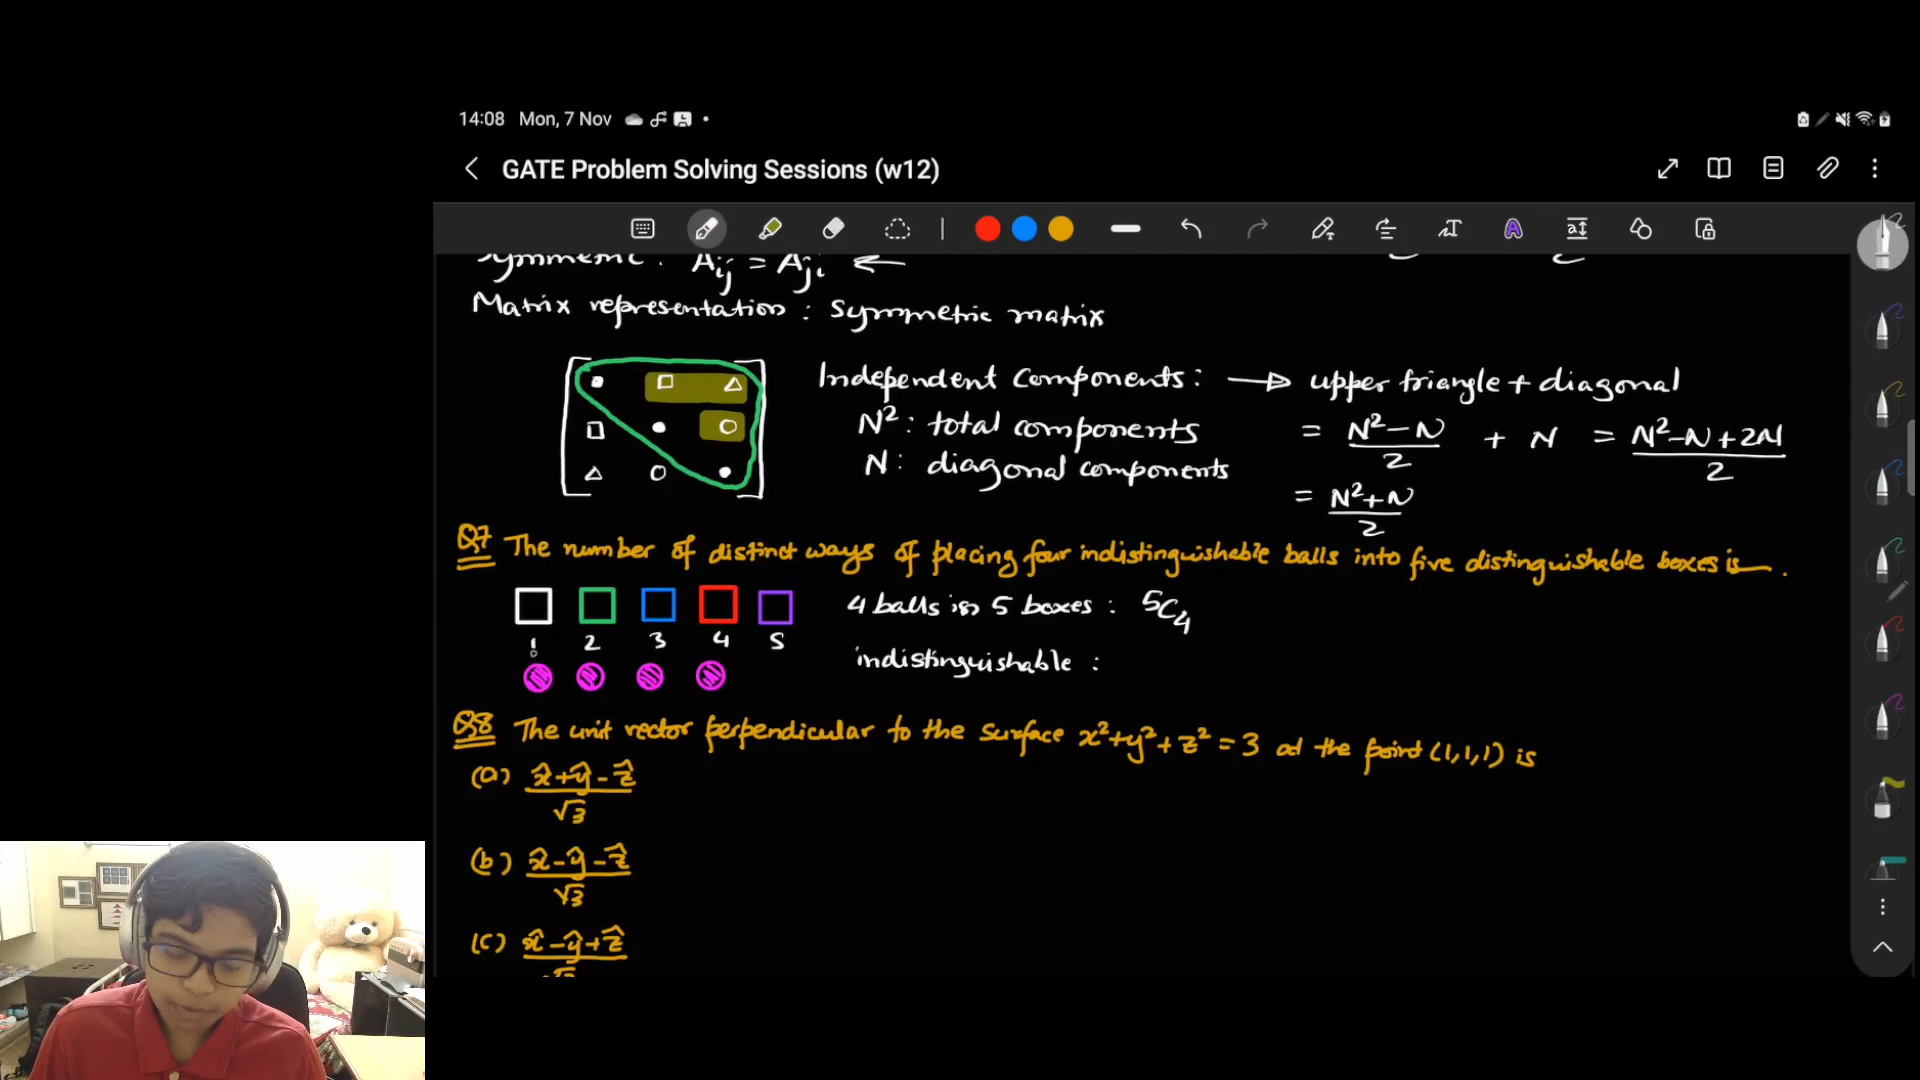 14:08 Mon, 7 Nov
GATE Problem Solving Sessions (w12)
Symmetric : Aij = Aji ←
Matrix representation : Symmetric matrix
Independent Components : → upper triangle + diagonal
N² : total components
= N²-N/2 + N = N²-N+2N/2
N : diagonal components
= N²+N/2
Q7 The number of distinct ways of placing four indistinguishable balls into five distinguishable boxes is — .
4 balls in 5 boxes : ⁵C₄
1 2 3 4 5
indistinguishable :
Q8 The unit vector perpendicular to the surface x²+y²+z² = 3 at the point (1,1,1) is
(a) x̂+ŷ-ẑ/√3
(b) x̂-ŷ-ẑ/√3
(c) x̂-ŷ+ẑ